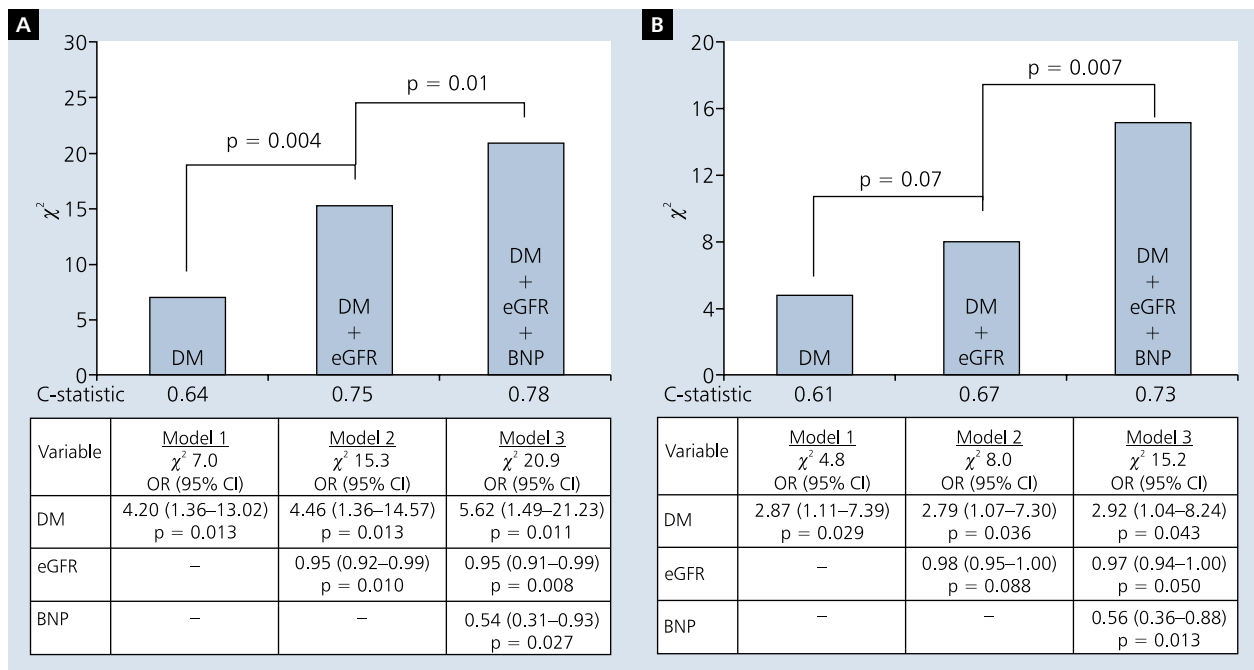 A
30
25
20
15
10
5
0
χ²
p = 0.004
p = 0.01
DM
DM
+
eGFR
DM
+
eGFR
+
BNP
C-statistic 0.64 0.75 0.78
Variable Model 1 Model 2 Model 3
χ² 7.0 χ² 15.3 χ² 20.9
OR (95% CI) OR (95% CI) OR (95% CI)
DM 4.20 (1.36–13.02) 4.46 (1.36–14.57) 5.62 (1.49–21.23)
p = 0.013 p = 0.013 p = 0.011
eGFR – 0.95 (0.92–0.99) 0.95 (0.91–0.99)
p = 0.010 p = 0.008
BNP – – 0.54 (0.31–0.93)
p = 0.027
B
20
16
12
8
4
0
χ²
p = 0.07
p = 0.007
DM
DM
+
eGFR
DM
+
eGFR
+
BNP
C-statistic 0.61 0.67 0.73
Variable Model 1 Model 2 Model 3
χ² 4.8 χ² 8.0 χ² 15.2
OR (95% CI) OR (95% CI) OR (95% CI)
DM 2.87 (1.11–7.39) 2.79 (1.07–7.30) 2.92 (1.04–8.24)
p = 0.029 p = 0.036 p = 0.043
eGFR – 0.98 (0.95–1.00) 0.97 (0.94–1.00)
p = 0.088 p = 0.050
BNP – – 0.56 (0.36–0.88)
p = 0.013